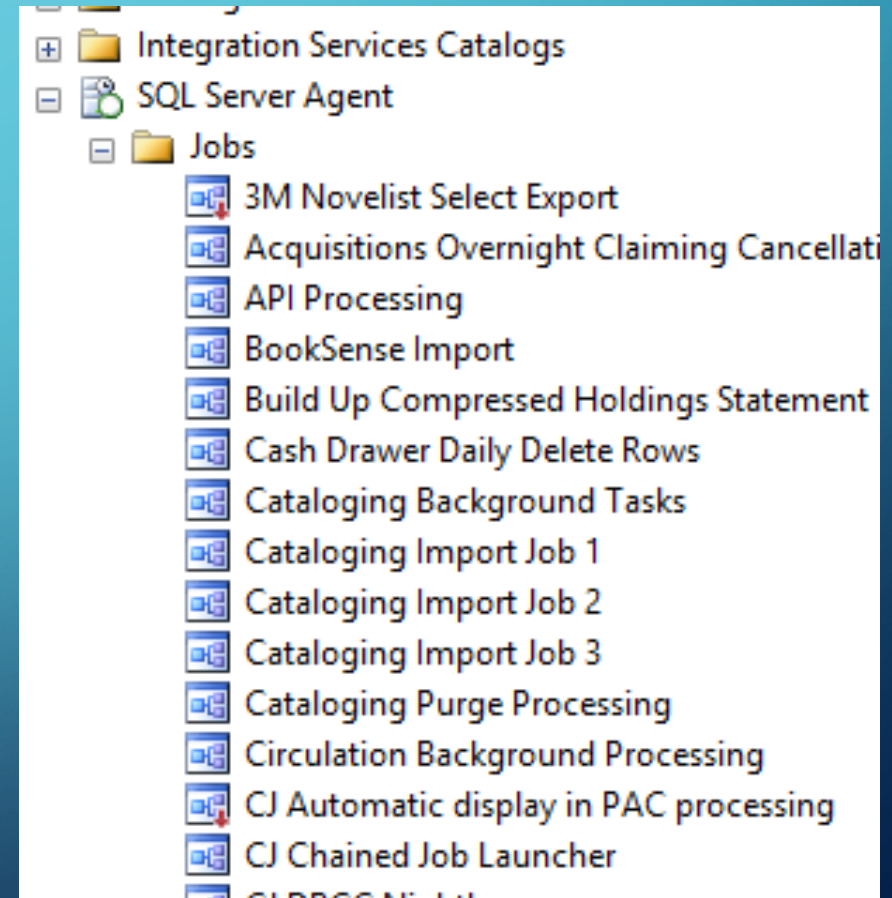 Integration Services Catalogs
SQL Server Agent
Jobs
3M Novelist Select Export
Acquisitions Overnight Claiming Cancellati
API Processing
BookSense Import
Build Up Compressed Holdings Statement
Cash Drawer Daily Delete Rows
Cataloging Background Tasks
Cataloging Import Job 1
Cataloging Import Job 2
Cataloging Import Job 3
Cataloging Purge Processing
Circulation Background Processing
CJ Automatic display in PAC processing
CJ Chained Job Launcher